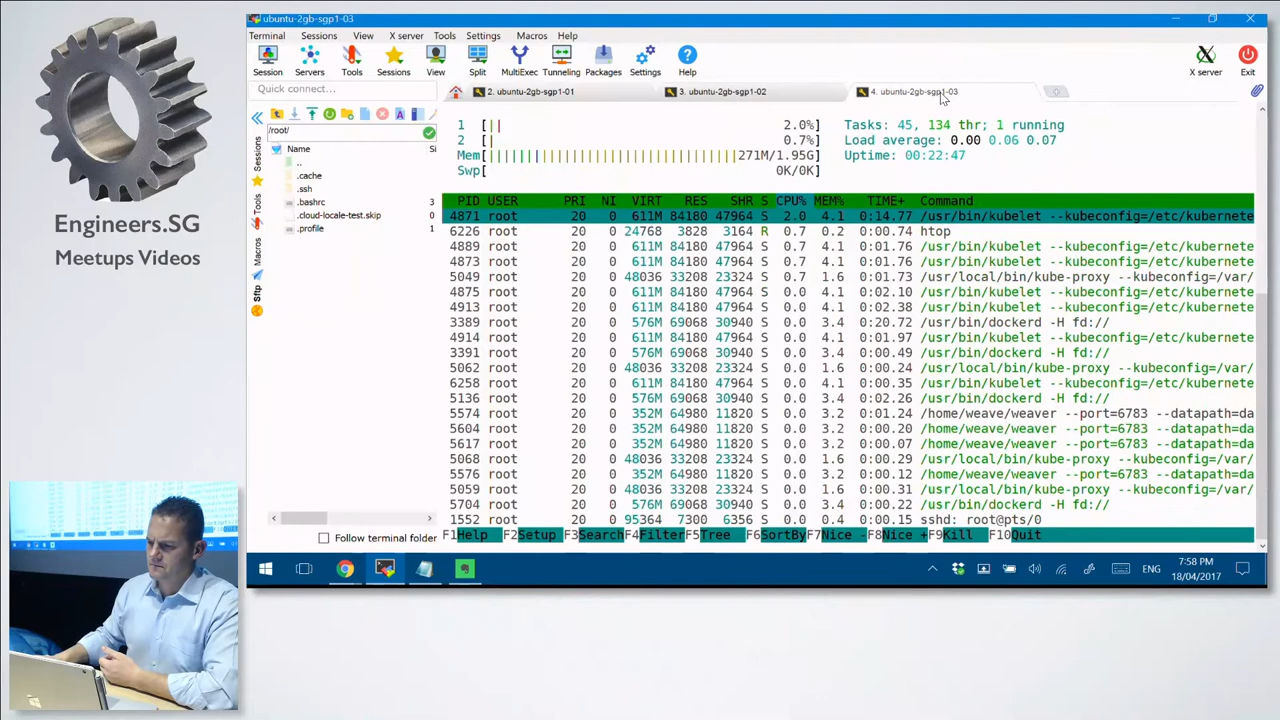 Engineers.SG
Meetups Videos
ubuntu-2gb-sgp1-03
Terminal Sessions View X server Tools Settings Macros Help
Session Servers Tools Sessions View Split MultiExec Tunneling Packages Settings Help X server Exit
Quick connect...
2. ubuntu-2gb-sgp1-01
3. ubuntu-2gb-sgp1-02
4. ubuntu-2gb-sgp1-03
/root/
Name Si
..
.cache
.ssh
.bashrc 3
.cloud-locale-test.skip 0
.profile 1
Sessions
Tools
Macros
Sftp
Follow terminal folder
1 [|| 2.0%] Tasks: 45, 134 thr; 1 running
2 [| 0.7%] Load average: 0.00 0.06 0.07
Mem[||||||||||||||||||||||||||||||||271M/1.95G] Uptime: 00:22:47
Swp[ 0K/0K]
PID USER PRI NI VIRT RES SHR S CPU% MEM% TIME+ Command
4871 root 20 0 611M 84180 47964 S 2.0 4.1 0:14.77 /usr/bin/kubelet --kubeconfig=/etc/kubernete
6226 root 20 0 24768 3828 3164 R 0.7 0.2 0:00.74 htop
4889 root 20 0 611M 84180 47964 S 0.7 4.1 0:01.76 /usr/bin/kubelet --kubeconfig=/etc/kubernete
4873 root 20 0 611M 84180 47964 S 0.7 4.1 0:01.76 /usr/bin/kubelet --kubeconfig=/etc/kubernete
5049 root 20 0 48036 33208 23324 S 0.7 1.6 0:01.73 /usr/local/bin/kube-proxy --kubeconfig=/var/
4875 root 20 0 611M 84180 47964 S 0.0 4.1 0:02.10 /usr/bin/kubelet --kubeconfig=/etc/kubernete
4913 root 20 0 611M 84180 47964 S 0.0 4.1 0:02.38 /usr/bin/kubelet --kubeconfig=/etc/kubernete
3389 root 20 0 576M 69068 30940 S 0.0 3.4 0:20.72 /usr/bin/dockerd -H fd://
4914 root 20 0 611M 84180 47964 S 0.0 4.1 0:01.97 /usr/bin/kubelet --kubeconfig=/etc/kubernete
3391 root 20 0 576M 69068 30940 S 0.0 3.4 0:00.49 /usr/bin/dockerd -H fd://
5062 root 20 0 48036 33208 23324 S 0.0 1.6 0:00.24 /usr/local/bin/kube-proxy --kubeconfig=/var/
6258 root 20 0 611M 84180 47964 S 0.0 4.1 0:00.35 /usr/bin/kubelet --kubeconfig=/etc/kubernete
5136 root 20 0 576M 69068 30940 S 0.0 3.4 0:02.26 /usr/bin/dockerd -H fd://
5574 root 20 0 352M 64980 11820 S 0.0 3.2 0:01.24 /home/weave/weaver --port=6783 --datapath=da
5604 root 20 0 352M 64980 11820 S 0.0 3.2 0:00.20 /home/weave/weaver --port=6783 --datapath=da
5617 root 20 0 352M 64980 11820 S 0.0 3.2 0:00.07 /home/weave/weaver --port=6783 --datapath=da
5068 root 20 0 48036 33208 23324 S 0.0 1.6 0:00.29 /usr/local/bin/kube-proxy --kubeconfig=/var/
5576 root 20 0 352M 64980 11820 S 0.0 3.2 0:00.12 /home/weave/weaver --port=6783 --datapath=da
5059 root 20 0 48036 33208 23324 S 0.0 1.6 0:00.31 /usr/local/bin/kube-proxy --kubeconfig=/var/
5704 root 20 0 576M 69068 30940 S 0.0 3.4 0:00.22 /usr/bin/dockerd -H fd://
1552 root 20 0 95364 7300 6356 S 0.0 0.4 0:00.15 sshd: root@pts/0
F1Help F2Setup F3SearchF4FilterF5Tree F6SortByF7Nice -F8Nice +F9Kill F10Quit
ENG
7:58 PM
18/04/2017